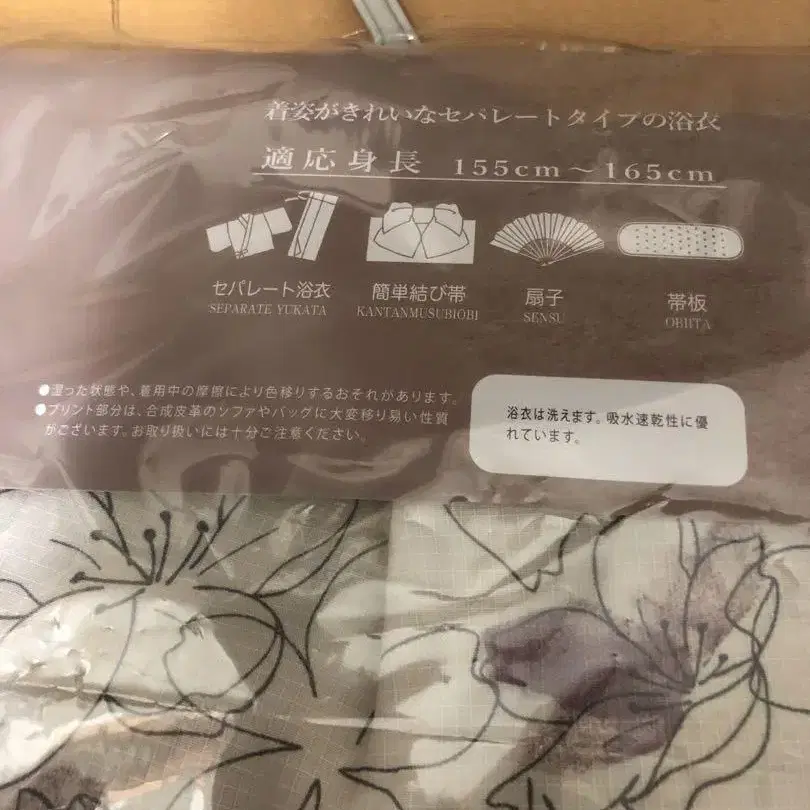 着姿がきれいなセパレートタイプの浴衣
適応身長 155cm～165cm
セパレート浴衣 簡単結び帯 扇子 帯板
SEPARATE YUKATA KANTANMUSUBIOBI SENSU OBIITA
●湿った状態や、着用中の摩擦により色移りするおそれがあります。
●プリント部分は、合成皮革のソファやバッグに大変移り易い性質
がございます。お取り扱いには十分ご注意ください。
浴衣は洗えます。吸水速乾性に優
れています。